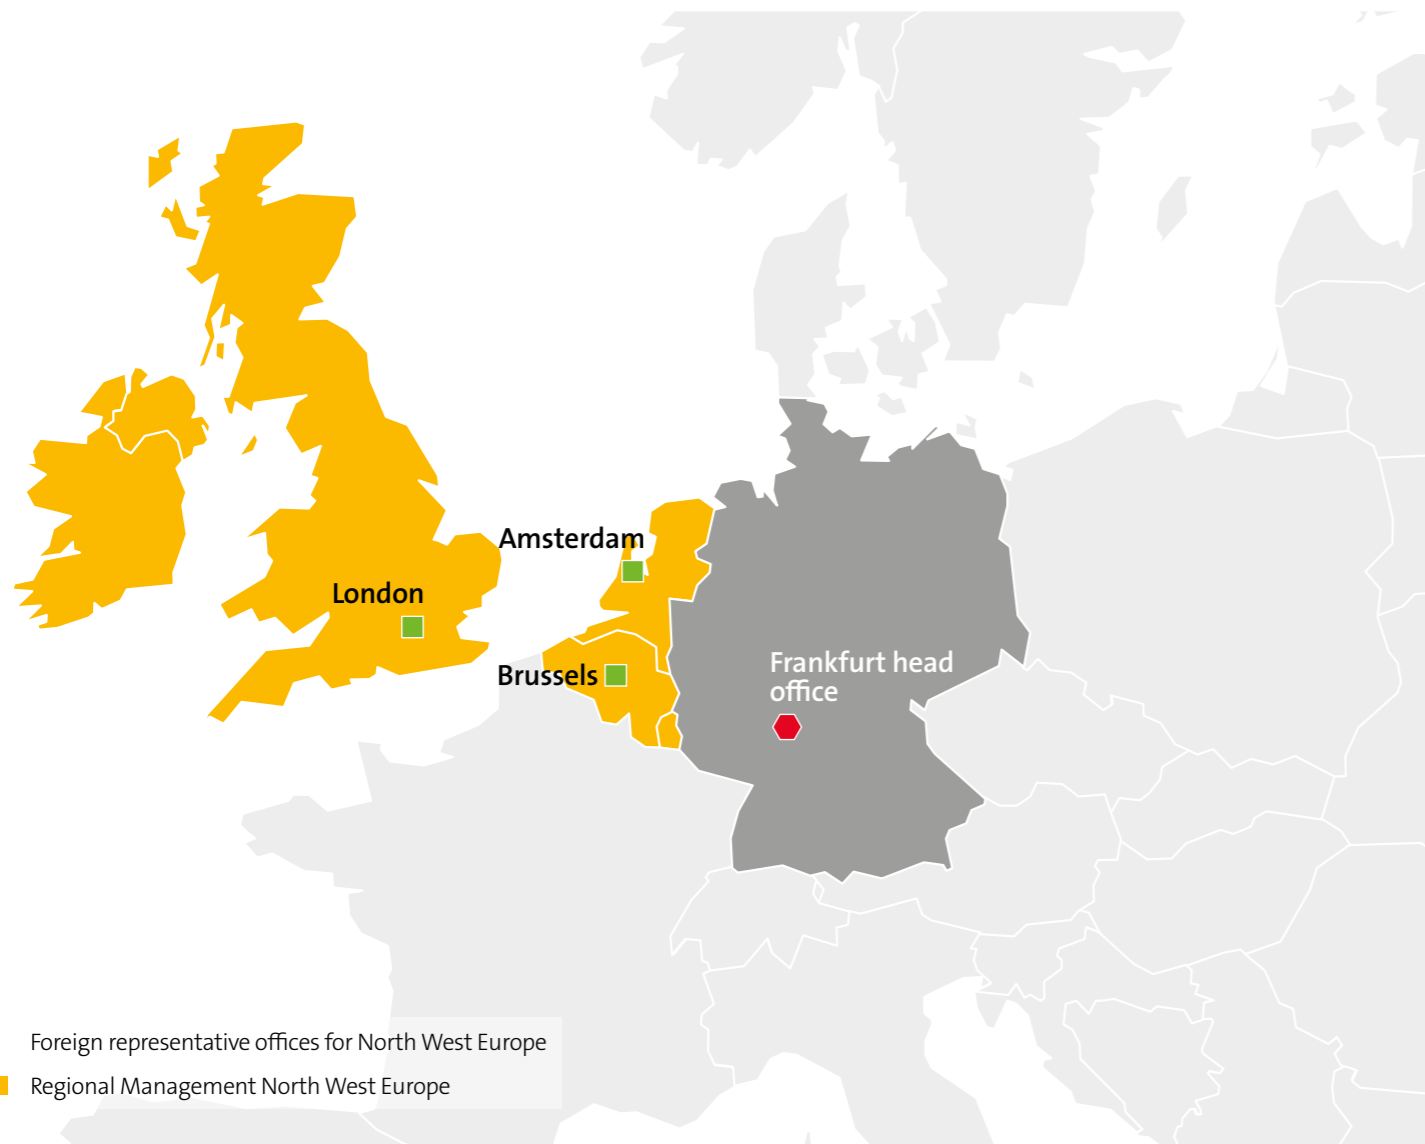 Amsterdam
London
Brussels
Frankfurt head
office
Foreign representative offices for North West Europe
Regional Management North West Europe